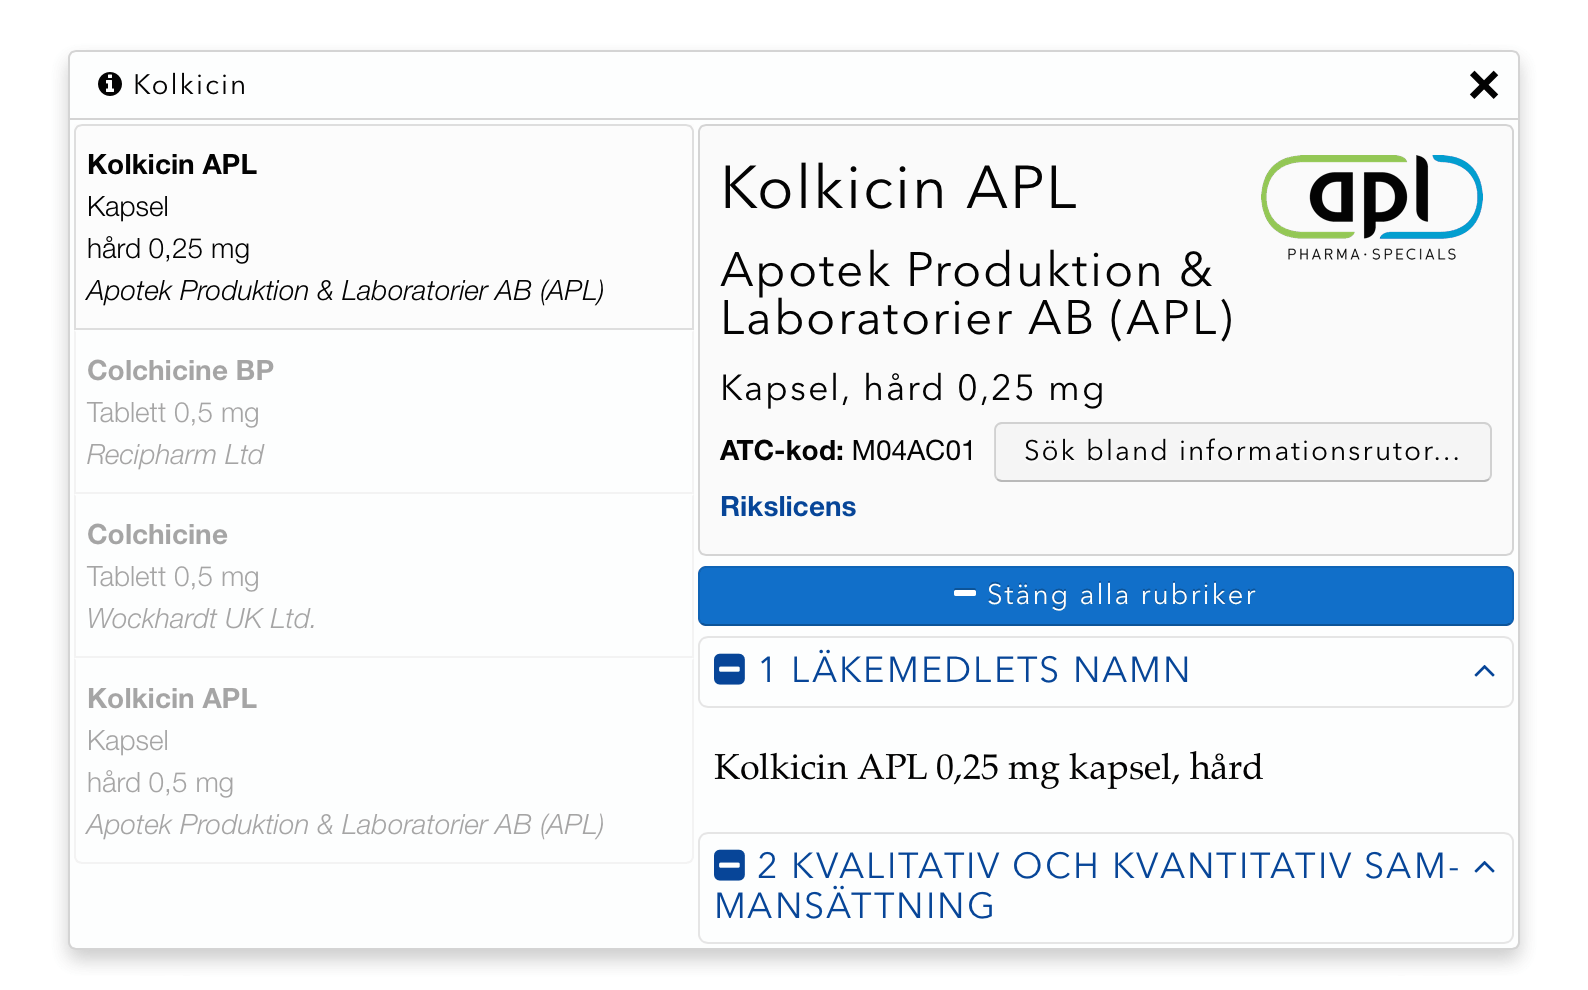 Kolkicin
Kolkicin APL
Kapsel
hård 0,25 mg
Apotek Produktion & Laboratorier AB (APL)
Colchicine BP
Tablett 0,5 mg
Recipharm Ltd
Colchicine
Tablett 0,5 mg
Wockhardt UK Ltd.
Kolkicin APL
Kapsel
hård 0,5 mg
Apotek Produktion & Laboratorier AB (APL)
Kolkicin APL
apl
PHARMA·SPECIALS
Apotek Produktion &
Laboratorier AB (APL)
Kapsel, hård 0,25 mg
ATC-kod: M04AC01
Sök bland informationsrutor...
Rikslicens
Stäng alla rubriker
1 LÄKEMEDLETS NAMN
Kolkicin APL 0,25 mg kapsel, hård
2 KVALITATIV OCH KVANTITATIV SAM-
MANSÄTTNING